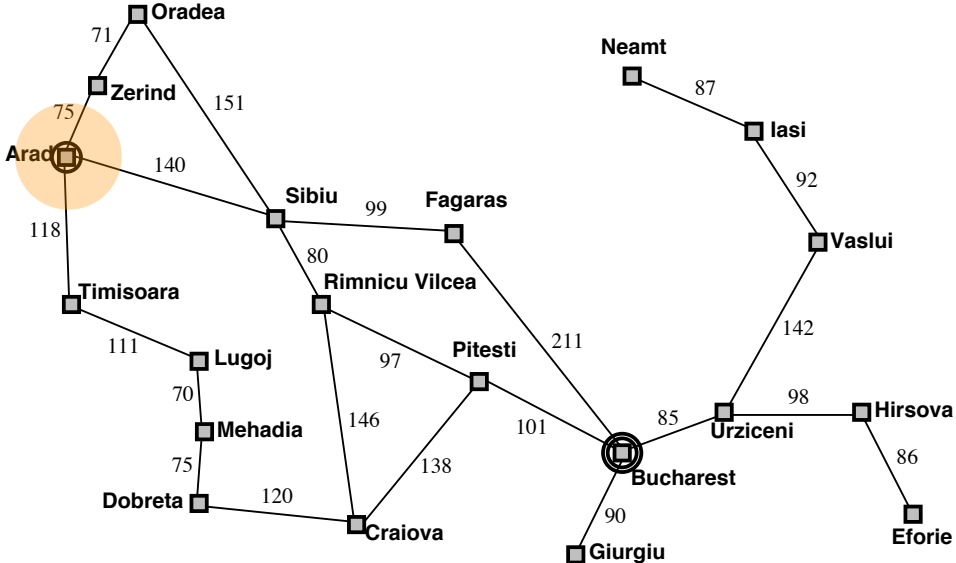 Oradea
71
Neamt
Zerind
87
75
151
Iasi
Arad
140
92
Sibiu
Fagaras
99
118
Vaslui
80
Timisoara
Rimnicu Vilcea
142
111
Pitesti
211
Lugoj
97
70
98
Hirsova
146
101
85
Urziceni
Mehadia
138
86
75
Bucharest
120
Dobreta
90
Craiova
Eforie
Giurgiu